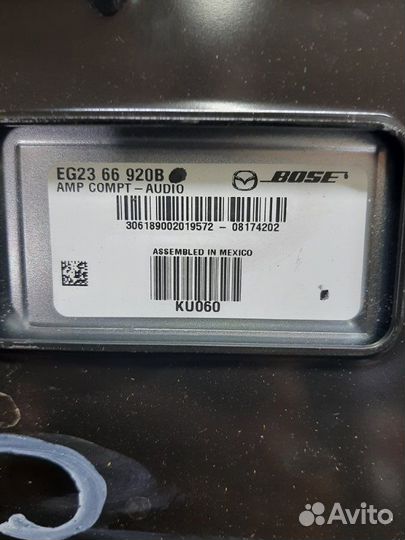 EG23 66 920B
AMP COMPT-AUDIO
BOSE
306189002019572 - 08174202
ASSEMBLED IN MEXICO
KU060
Avito